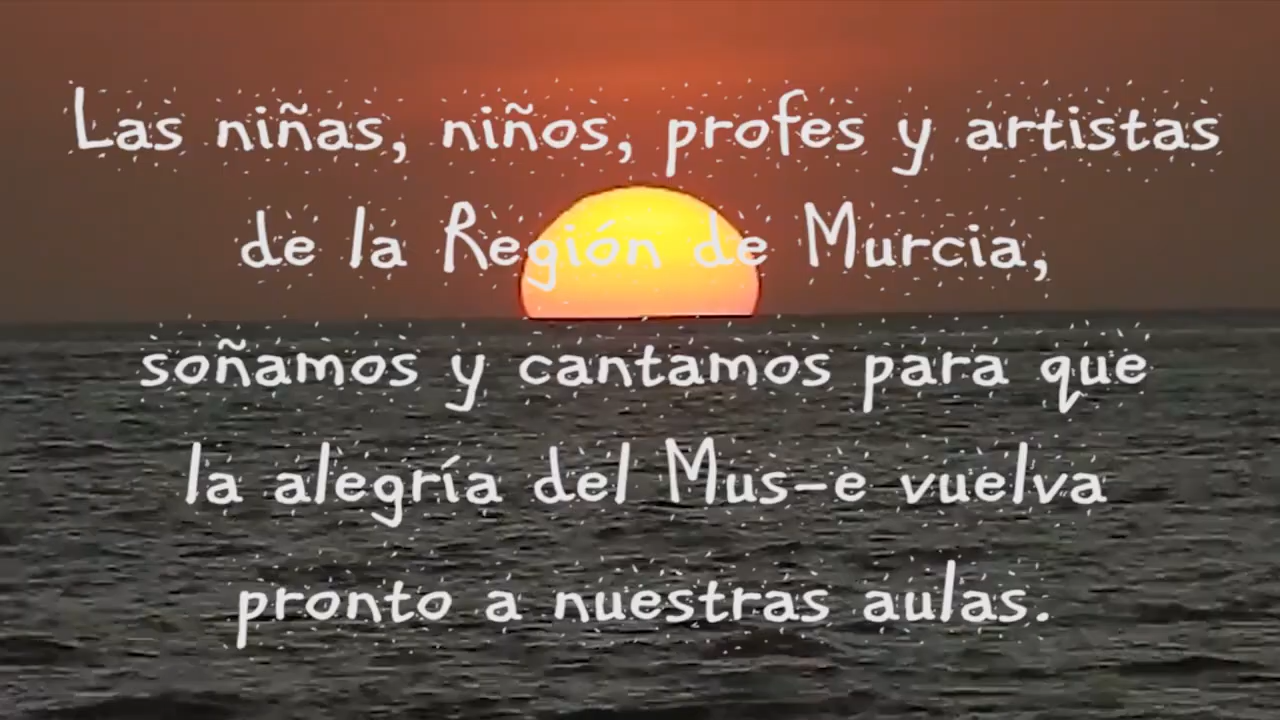 Las niñas, niños, profes y artistas
de la Región de Murcia,
soñamos y cantamos para que
la alegría del Mus-e vuelva
pronto a nuestras aulas.